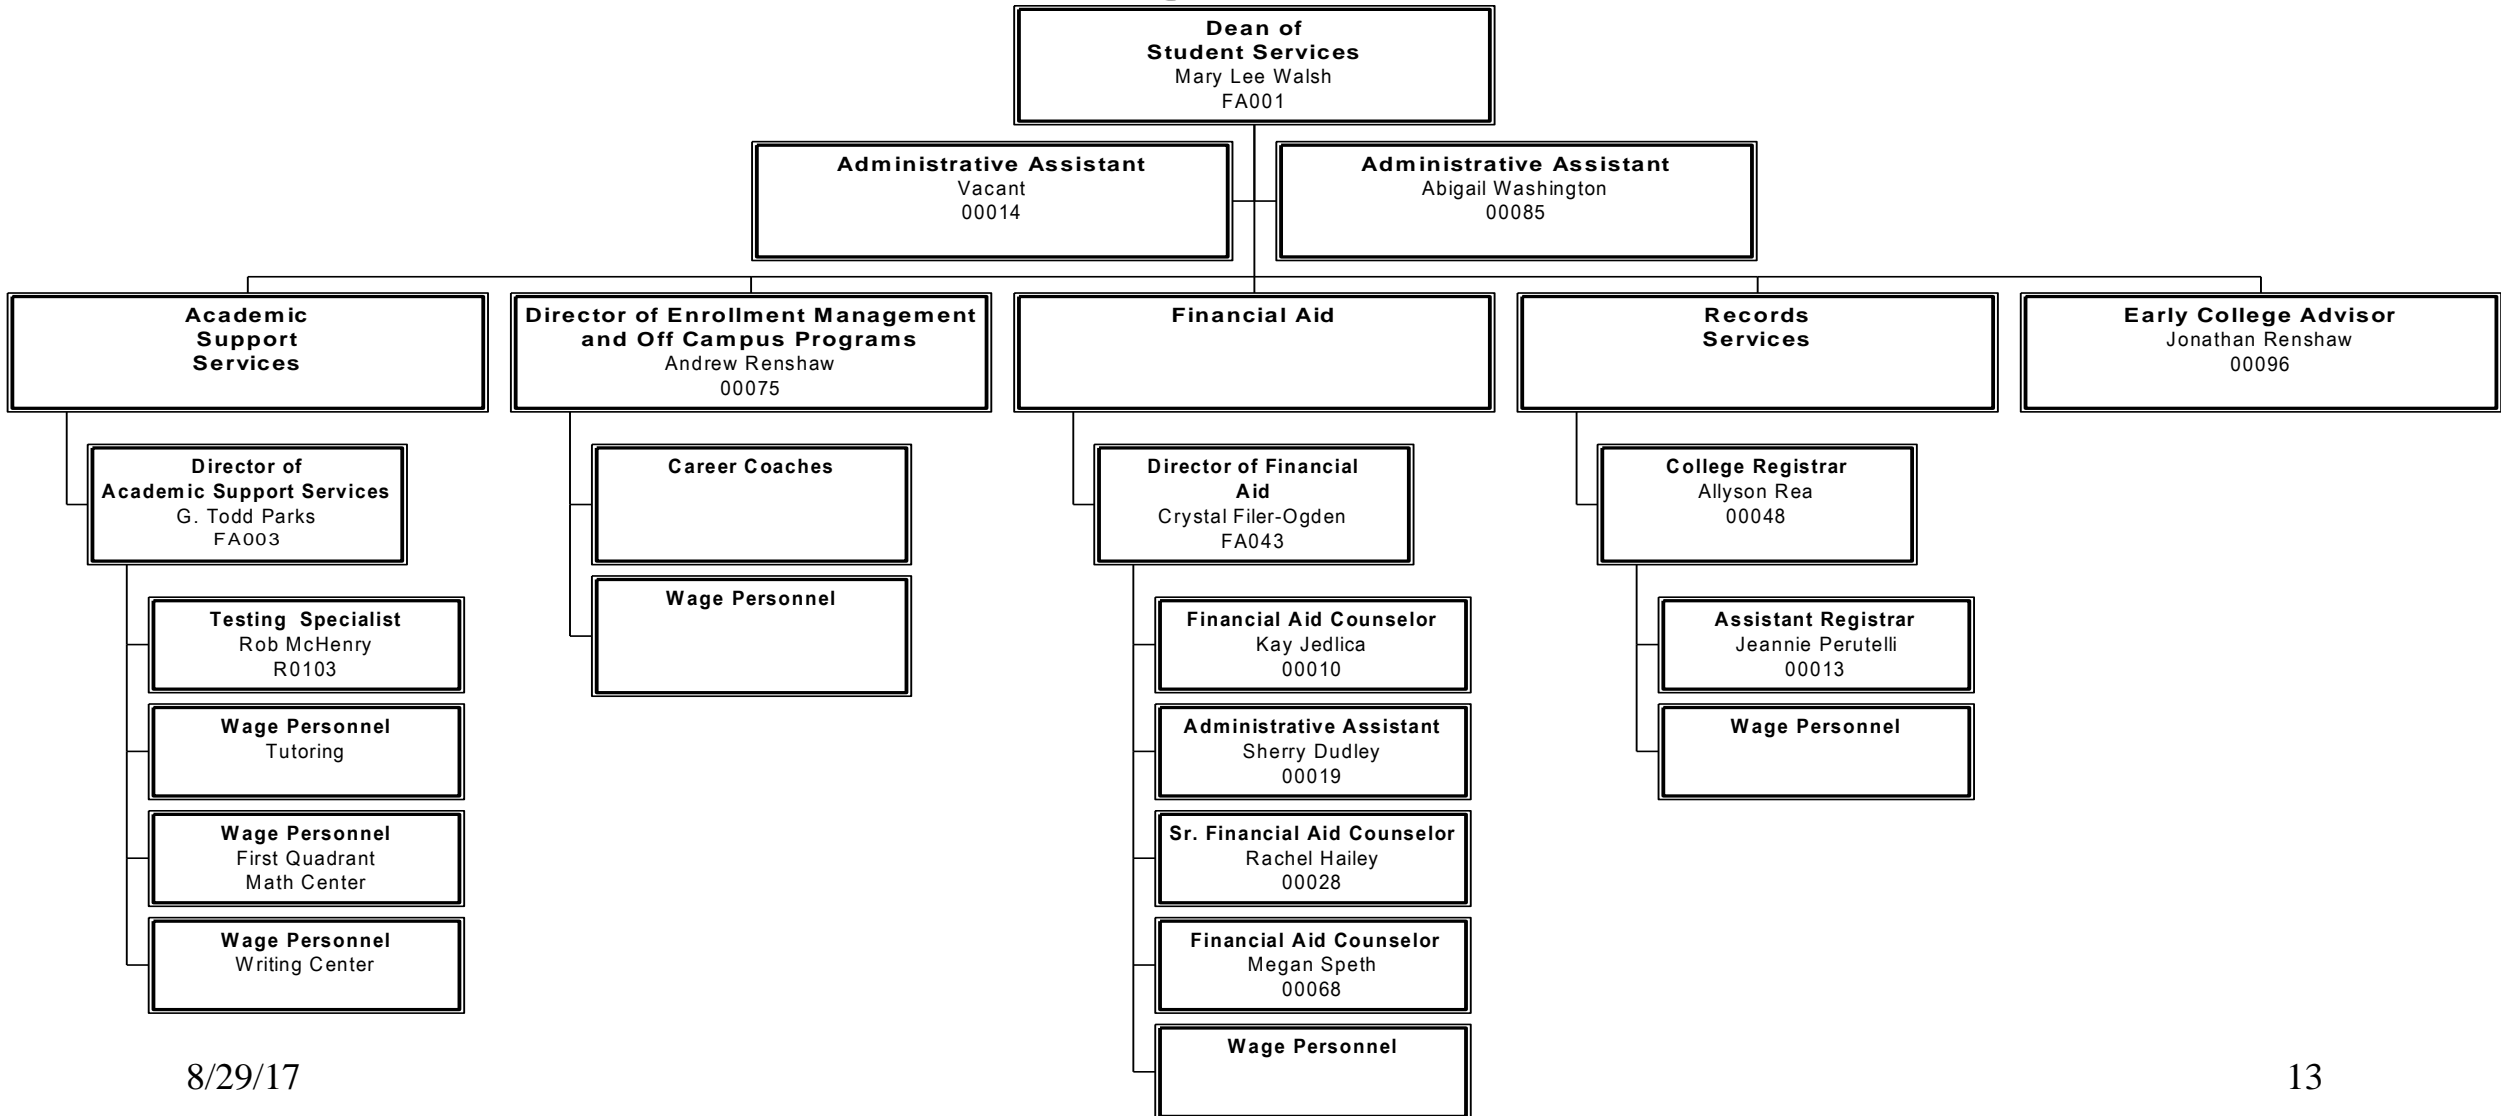 Dean of
Student Services
Mary Lee Walsh
FA001
Administrative Assistant
Vacant
00014
Administrative Assistant
Abigail Washington
00085
Academic
Support
Services
Director of Enrollment Management
and Off Campus Programs
Andrew Renshaw
00075
Financial Aid
Records
Services
Early College Advisor
Jonathan Renshaw
00096
Director of
Academic Support Services
G. Todd Parks
FA003
Testing Specialist
Rob McHenry
R0103
Wage Personnel
Tutoring
Wage Personnel
First Quadrant
Math Center
Wage Personnel
Writing Center
Career Coaches
Wage Personnel
Director of Financial
Aid
Crystal Filer-Ogden
FA043
Financial Aid Counselor
Kay Jedlica
00010
Administrative Assistant
Sherry Dudley
00019
Sr. Financial Aid Counselor
Rachel Hailey
00028
Financial Aid Counselor
Megan Speth
00068
Wage Personnel
College Registrar
Allyson Rea
00048
Assistant Registrar
Jeannie Perutelli
00013
Wage Personnel
8/29/17
13